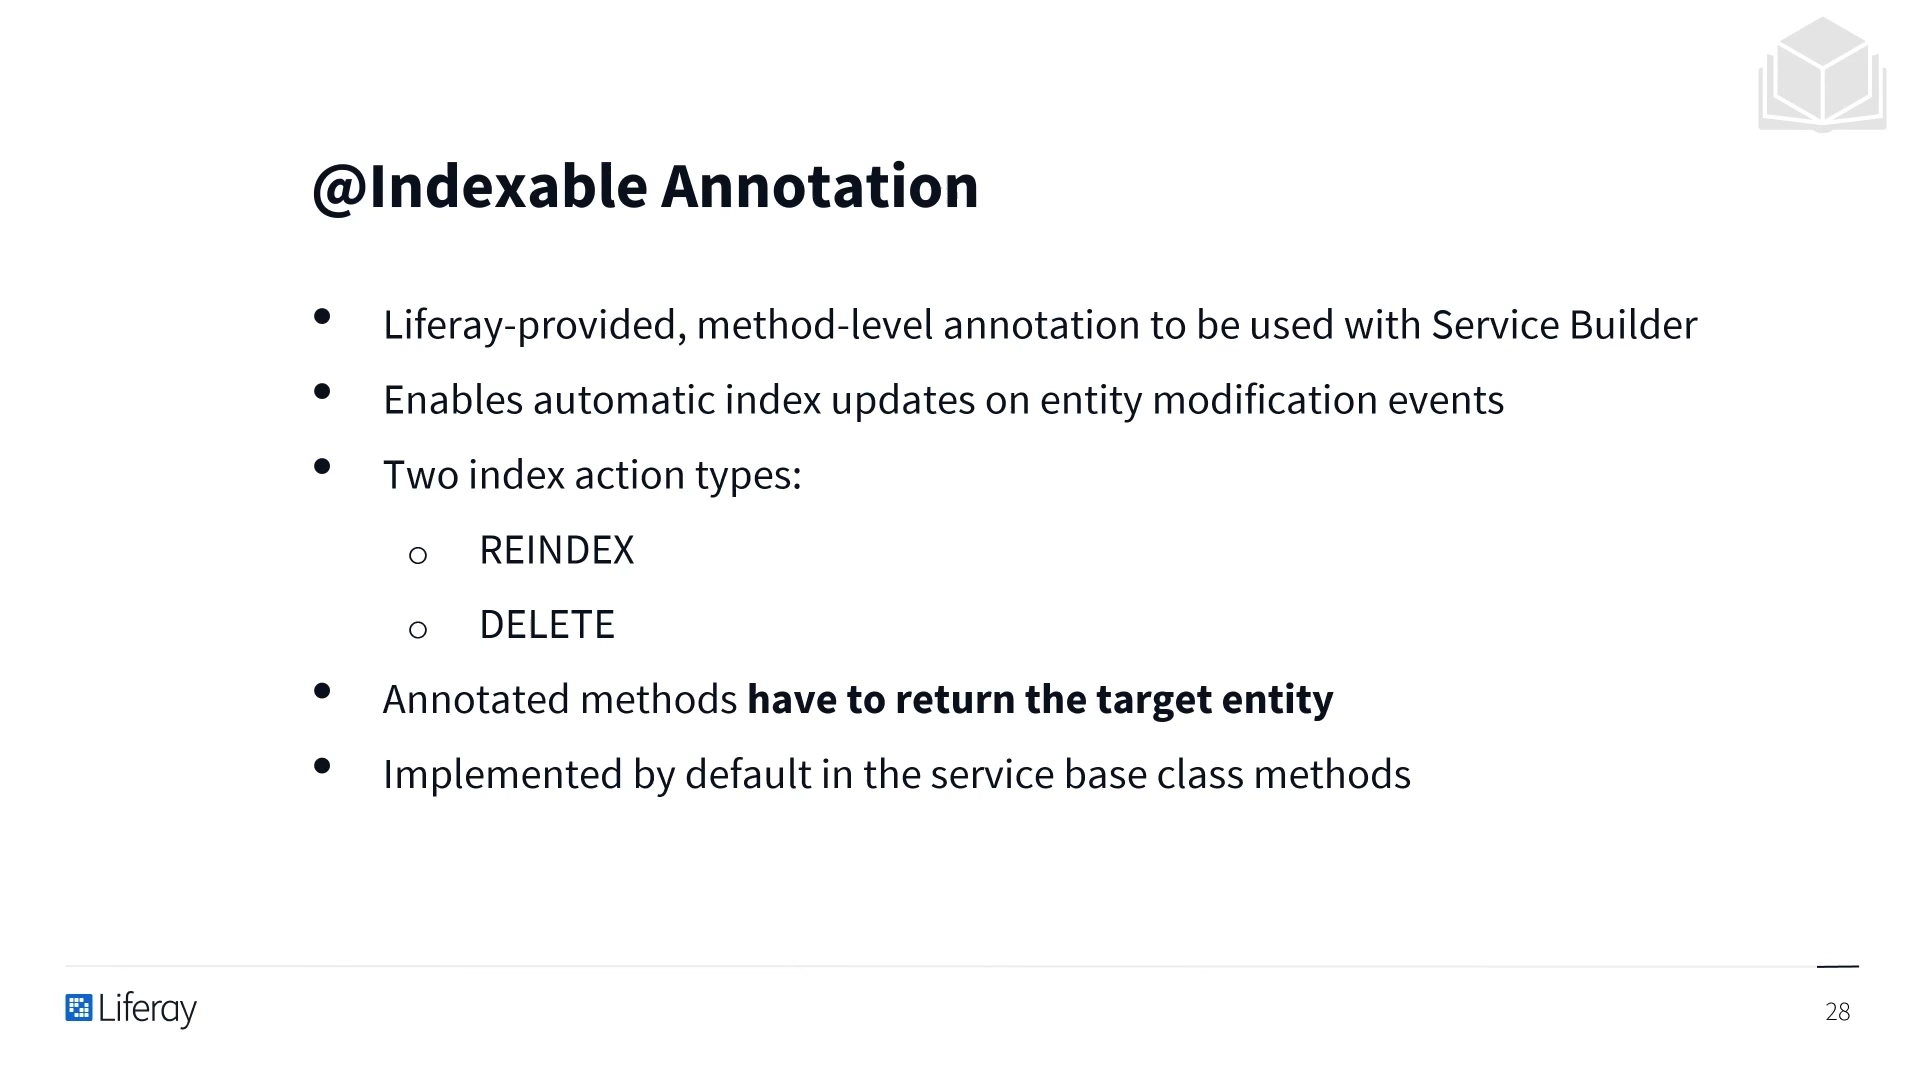 @Indexable Annotation
• Liferay-provided, method-level annotation to be used with Service Builder
• Enables automatic index updates on entity modification events
• Two index action types:
o REINDEX
o DELETE
• Annotated methods have to return the target entity
• Implemented by default in the service base class methods
Liferay
28